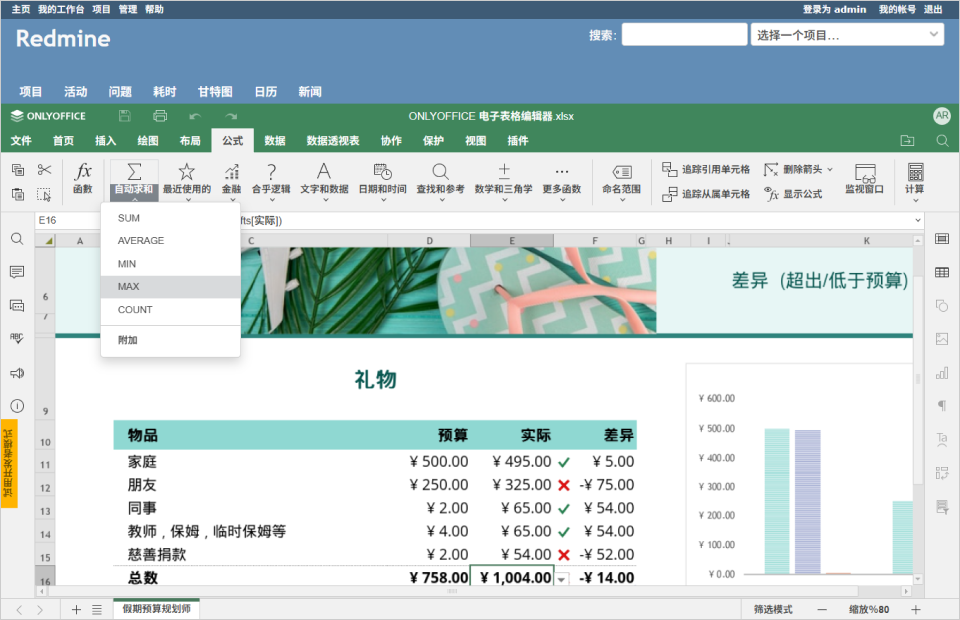 主页 我的工作台 项目 管理 帮助 登录为 admin 我的帐号 退出
Redmine 搜索: 选择一个项目...
项目 活动 问题 耗时 甘特图 日历 新闻
ONLYOFFICE ONLYOFFICE 电子表格编辑器.xlsx AR
文件 首页 插入 绘图 布局 公式 数据 数据透视表 协作 保护 视图 插件
函數 自动求和 最近使用的 金融 合乎逻辑 文字和数据 日期和时间 查找和参考 数学和三角学 更多函数 命名范围 追踪引用单元格 删除箭头 监视窗口 计算
追踪从属单元格 显示公式
E16 fts[实际])
SUM
AVERAGE
MIN
MAX
COUNT
附加
A C D E F G H I K
6 差异（超出/低于预算)
7
9 礼物
10 物品 预算 实际 差异
11 家庭 ¥ 500.00 ¥ 495.00 ¥ 5.00
12 朋友 ¥ 250.00 ¥ 325.00 -¥ 75.00
13 同事 ¥ 2.00 ¥ 65.00 ¥ 54.00
14 教师，保姆，临时保姆等 ¥ 4.00 ¥ 65.00 ¥ 54.00
15 慈善捐款 ¥ 2.00 ¥ 54.00 -¥ 52.00
16 总数 ¥ 758.00 ¥ 1,004.00 -¥ 14.00
¥ 600.00
¥ 500.00
¥ 400.00
¥ 300.00
¥ 200.00
¥ 100.00
¥ 0.00
试用开发者模式
假期预算规划师 筛选模式 缩放%80